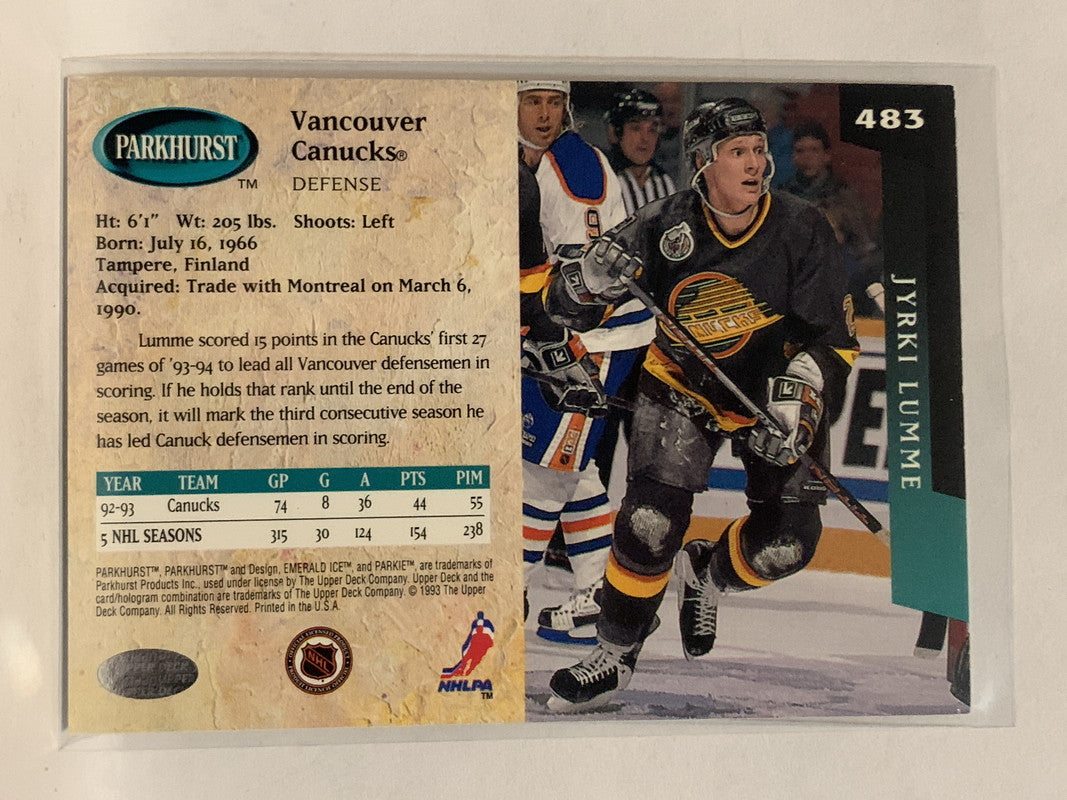 PARKHURST
TM
Vancouver
Canucks®
DEFENSE
483
Ht: 6'1" Wt: 205 lbs. Shoots: Left
Born: July 16, 1966
Tampere, Finland
Acquired: Trade with Montreal on March 6,
1990.
Lumme scored 15 points in the Canucks' first 27
games of '93-94 to lead all Vancouver defensemen in
scoring. If he holds that rank until the end of the
season, it will mark the third consecutive season he
has led Canuck defensemen in scoring.
YEAR TEAM GP G A PTS PIM
92-93 Canucks 74 8 36 44 55
5 NHL SEASONS 315 30 124 154 238
PARKHURST™, PARKHURST™ and Design, EMERALD ICE™, and PARKIE™, are trademarks of
Parkhurst Products Inc., used under license by The Upper Deck Company. Upper Deck and the
card/hologram combination are trademarks of The Upper Deck Company. © 1993 The Upper
Deck Company. All Rights Reserved. Printed in the U.S.A.
NHL
NHLPA
TM
JYRKI LUMME